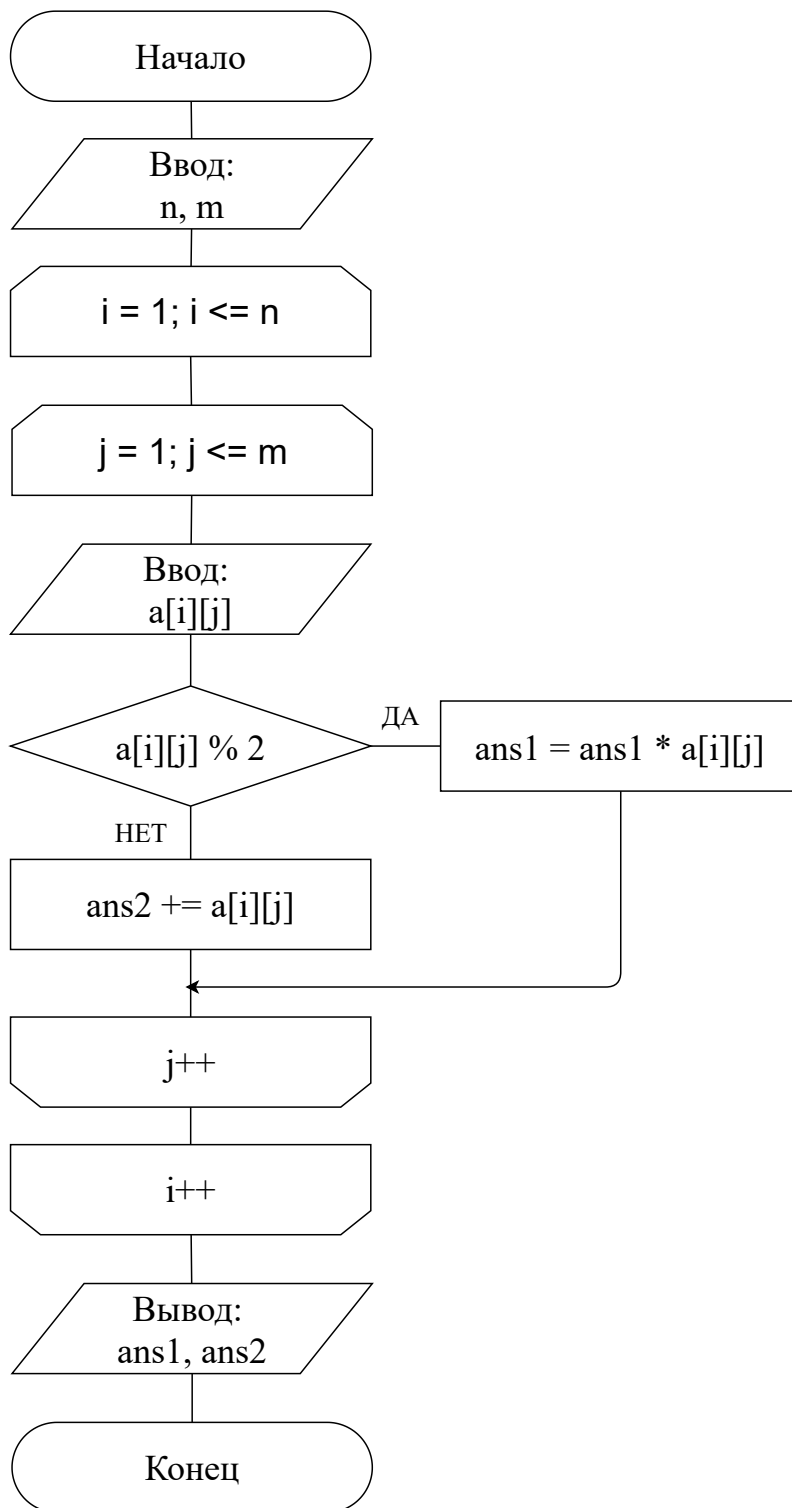 Начало
Ввод:
n, m
i = 1; i <= n
j = 1; j <= m
Ввод:
a[i][j]
a[i][j] % 2
ДА
ans1 = ans1 * a[i][j]
НЕТ
ans2 += a[i][j]
j++
i++
Вывод:
ans1, ans2
Конец